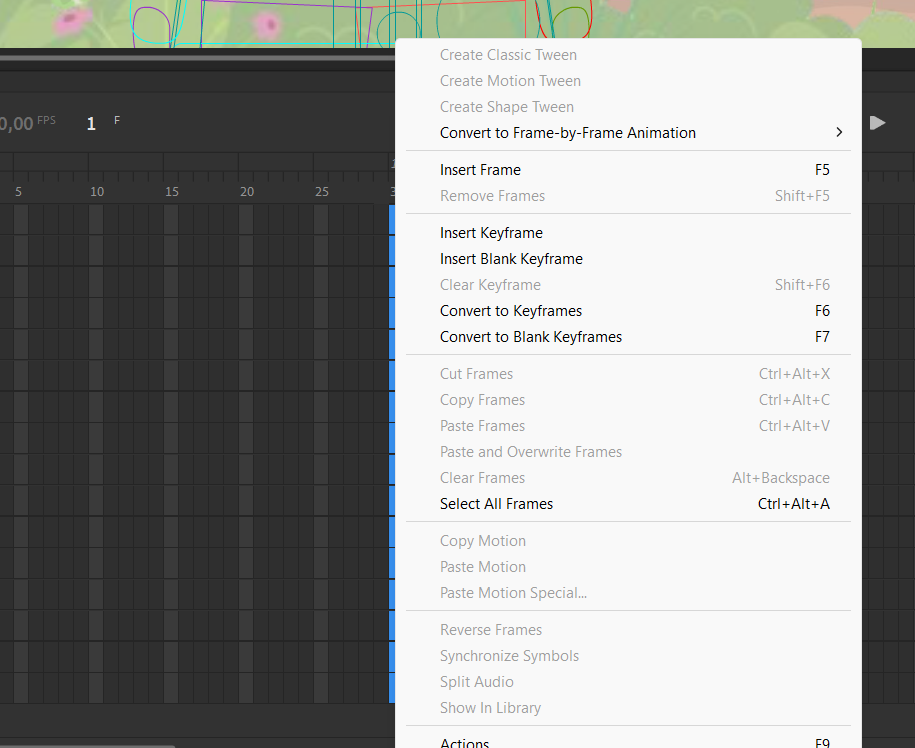 Create Classic Tween
Create Motion Tween
Create Shape Tween
Convert to Frame-by-Frame Animation
0,00 FPS 1 F
Insert Frame F5
5 10 15 20 25
Remove Frames Shift+F5
Insert Keyframe
Insert Blank Keyframe
Clear Keyframe Shift+F6
Convert to Keyframes F6
Convert to Blank Keyframes F7
Cut Frames Ctrl+Alt+X
Copy Frames Ctrl+Alt+C
Paste Frames Ctrl+Alt+V
Paste and Overwrite Frames
Clear Frames Alt+Backspace
Select All Frames Ctrl+Alt+A
Copy Motion
Paste Motion
Paste Motion Special...
Reverse Frames
Synchronize Symbols
Split Audio
Show In Library
Actions F9